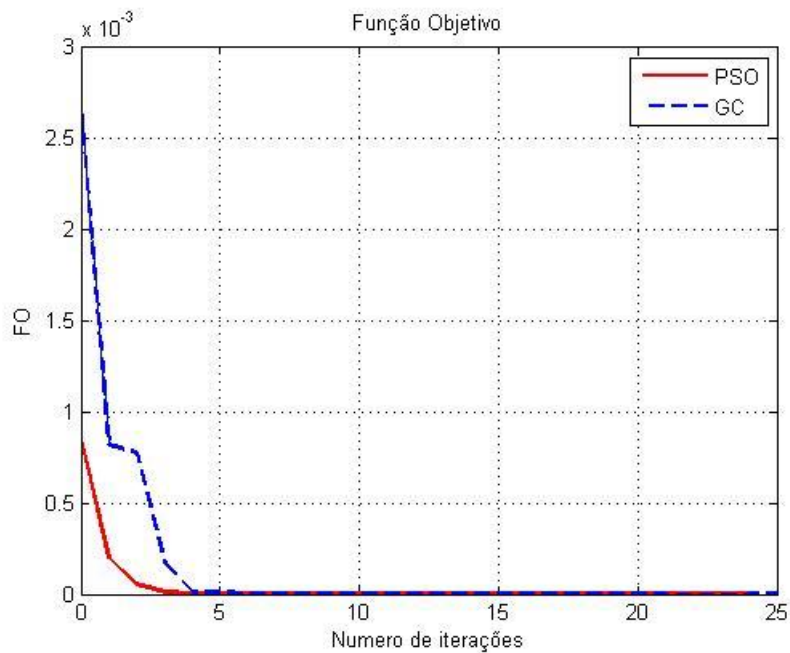 Função Objetivo
x 10⁻³
3
2.5
2
1.5
1
0.5
0
FO
PSO
GC
0 5 10 15 20 25
Numero de iterações